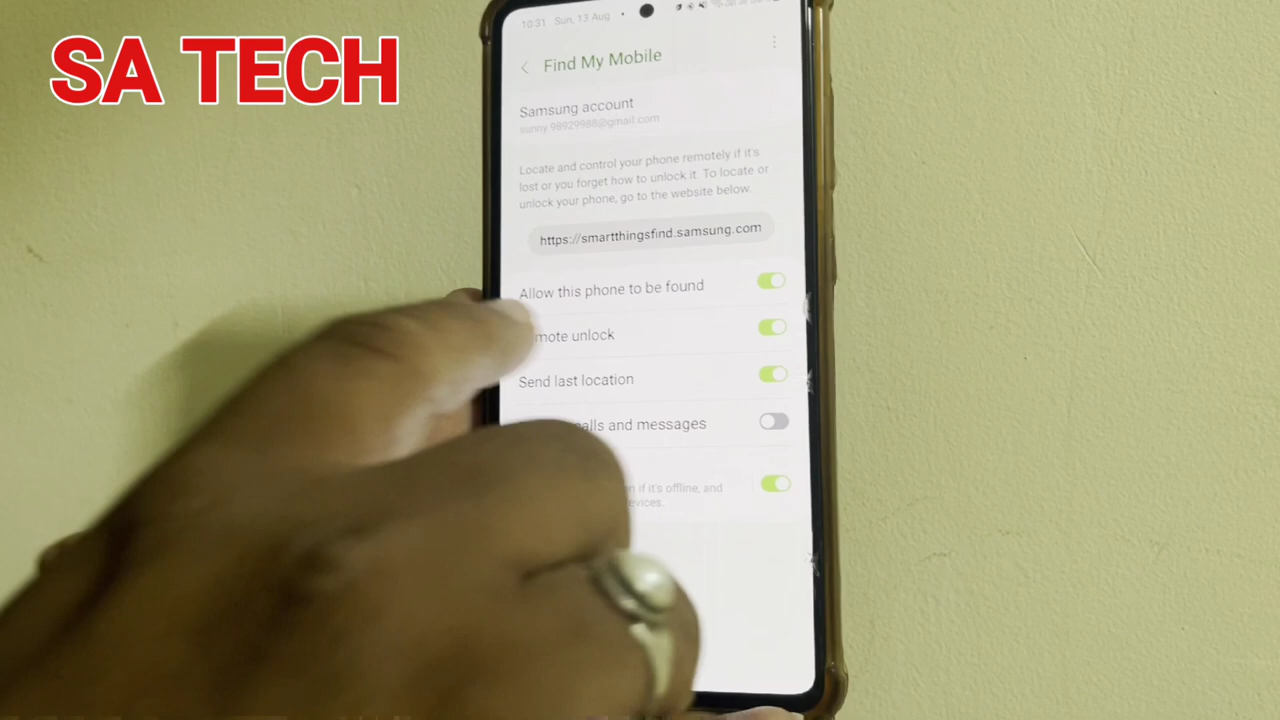 SA TECH
10:31 Sun, 13 Aug
Find My Mobile
Samsung account
sunny.98929988@gmail.com
Locate and control your phone remotely if it's
lost or you forget how to unlock it. To locate or
unlock your phone, go to the website below.
https://smartthingsfind.samsung.com
Allow this phone to be found
mote unlock
Send last location
calls and messages
if it's offline, and